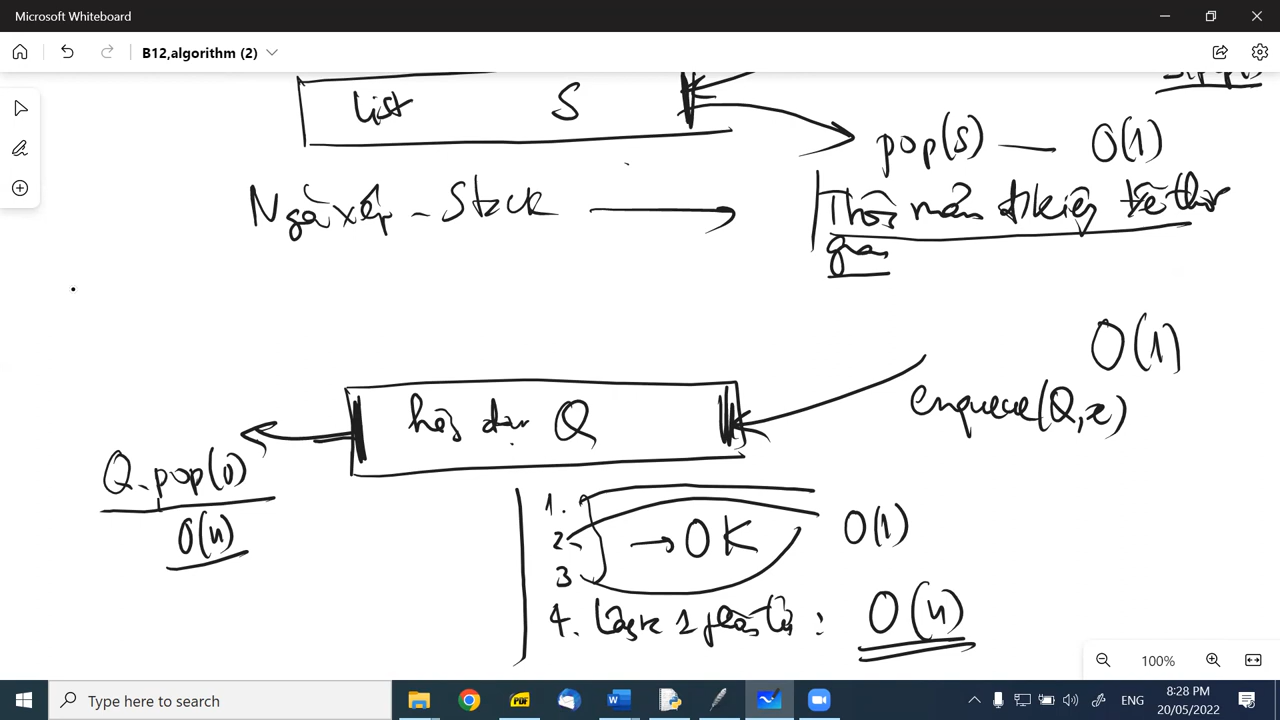 Microsoft Whiteboard
B12,algorithm (2)
List S
pop(S) — O(1)
Ngăn xếp - Stack
Thỏa mãn đkiện về thời
gian
O(1)
hàng đợi Q
enqueue(Q,x)
Q.pop(0)
O(n)
1.
2
3
→ OK
O(1)
4. Lấy ra 1 phần tử : O(n)
100%
Type here to search
ENG
8:28 PM
20/05/2022